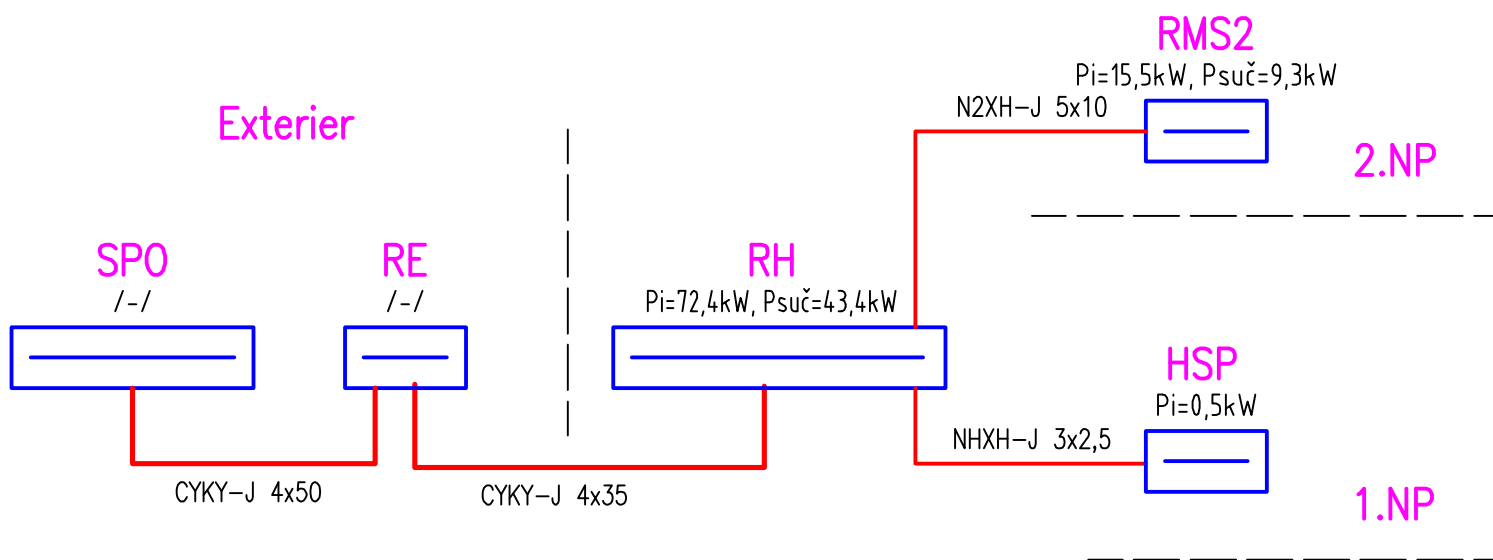 RMS2
Pi=15,5kW, Psuč=9,3kW
N2XH-J 5x10
Exterier
2.NP
SPO
/-/
RE
/-/
RH
Pi=72,4kW, Psuč=43,4kW
HSP
Pi=0,5kW
NHXH-J 3x2,5
CYKY-J 4x50
CYKY-J 4x35
1.NP